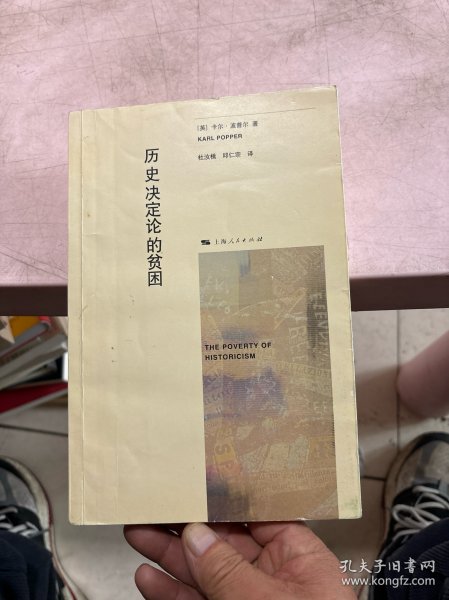 [英] 卡尔·波普尔 著
KARL POPPER
杜汝楫 邱仁宗 译
历史决定论的贫困
上海人民出版社
THE POVERTY OF
HISTORICISM
孔夫子旧书网
www.kongfz.com